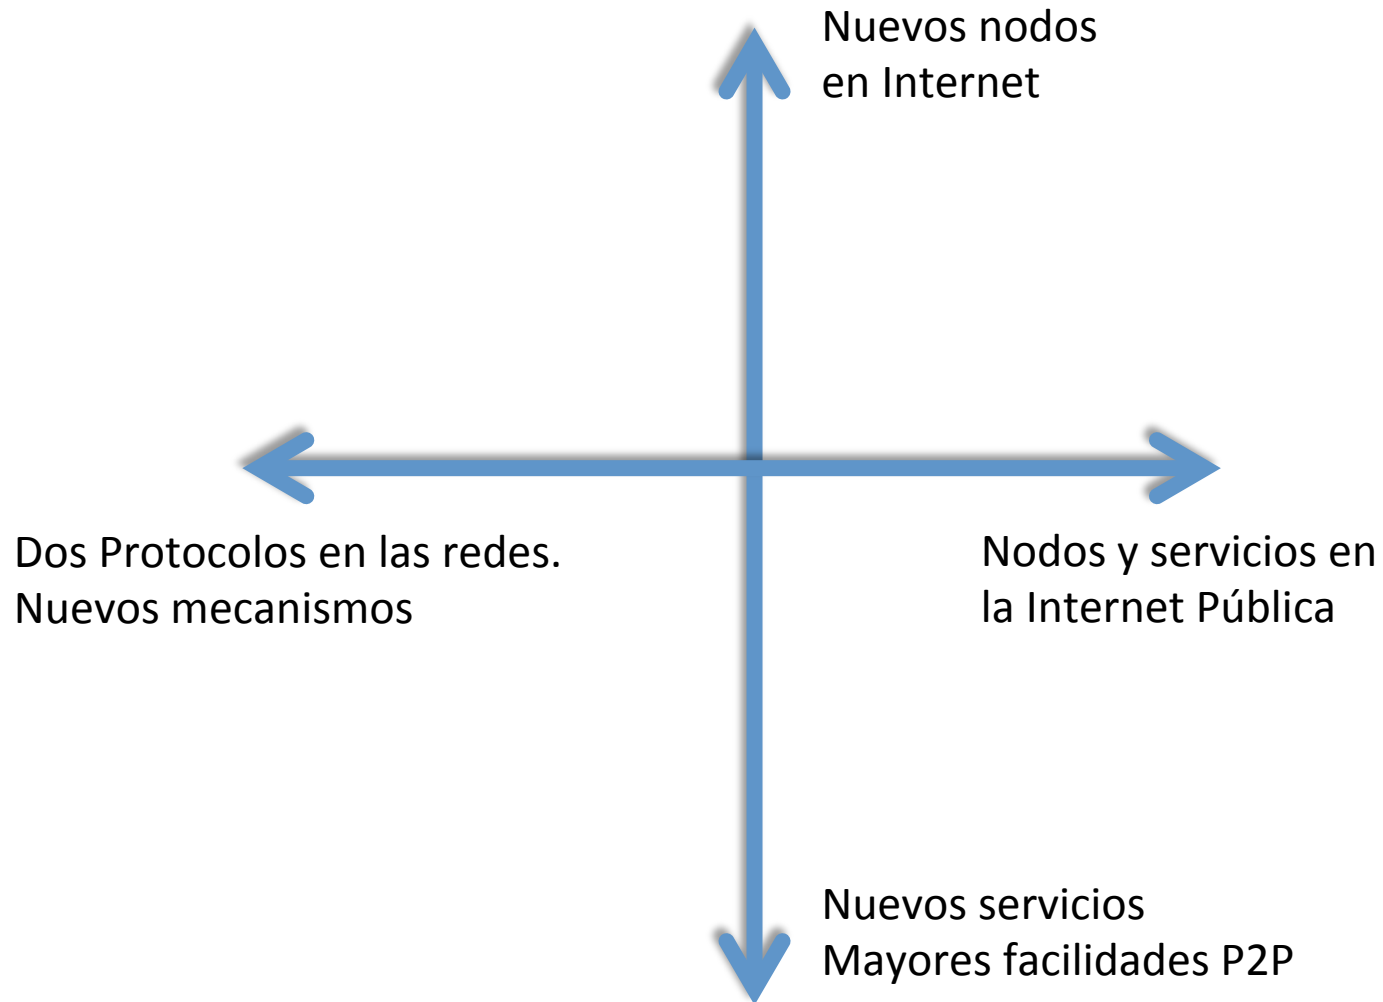 Nuevos nodos
en Internet
Dos Protocolos en las redes.
Nuevos mecanismos
Nodos y servicios en
la Internet Pública
Nuevos servicios
Mayores facilidades P2P